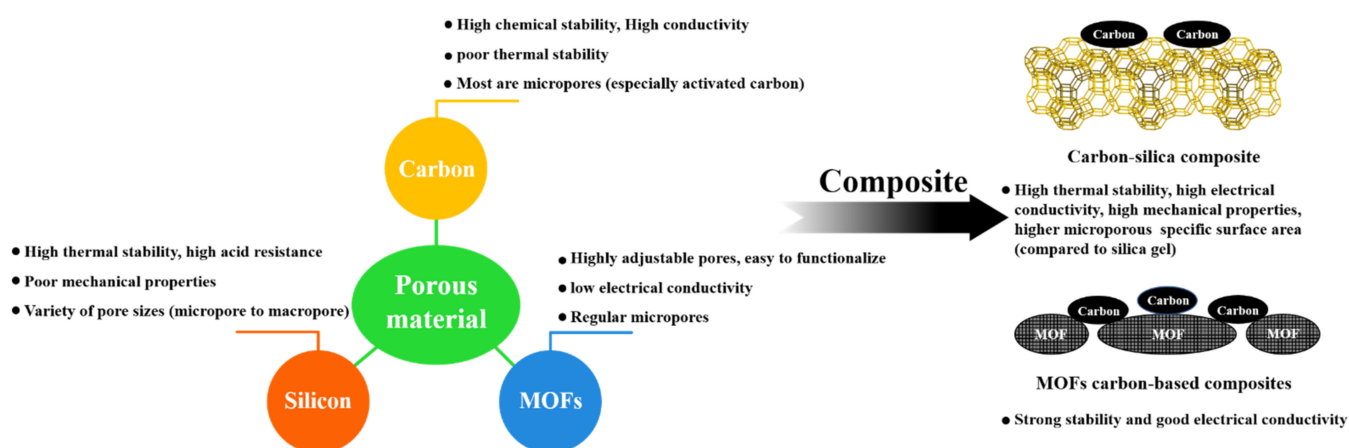 High chemical stability, High conductivity
poor thermal stability
Most are micropores (especially activated carbon)
Carbon
High thermal stability, high acid resistance
Poor mechanical properties
Variety of pore sizes (micropore to macropore)
Porous
material
Highly adjustable pores, easy to functionalize
low electrical conductivity
Regular micropores
Silicon
MOFs
Composite
Carbon
Carbon
Carbon-silica composite
High thermal stability, high electrical
conductivity, high mechanical properties,
higher microporous specific surface area
(compared to silica gel)
Carbon
Carbon
Carbon
MOF
MOF
MOF
MOFs carbon-based composites
Strong stability and good electrical conductivity